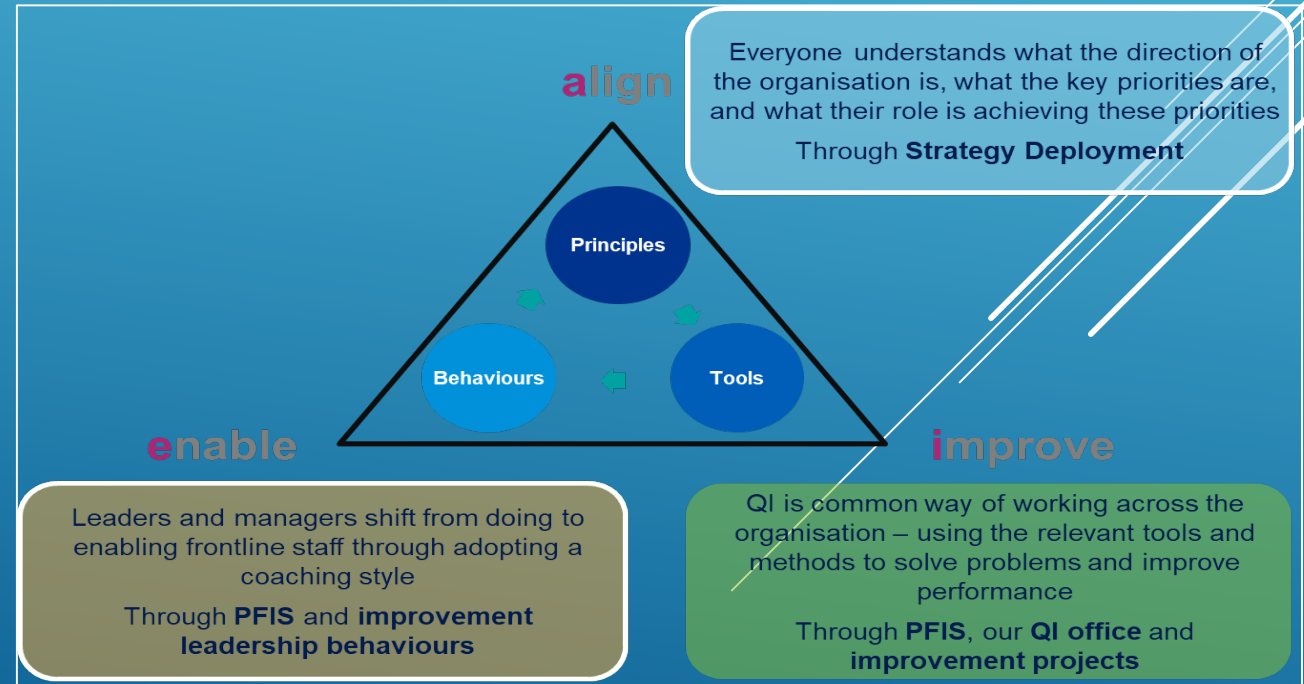 align
Everyone understands what the direction of
the organisation is, what the key priorities are,
and what their role is achieving these priorities
Through Strategy Deployment
Principles
Behaviours
Tools
enable
improve
Leaders and managers shift from doing to
enabling frontline staff through adopting a
coaching style
Through PFIS and improvement
leadership behaviours
QI is common way of working across the
organisation – using the relevant tools and
methods to solve problems and improve
performance
Through PFIS, our QI office and
improvement projects